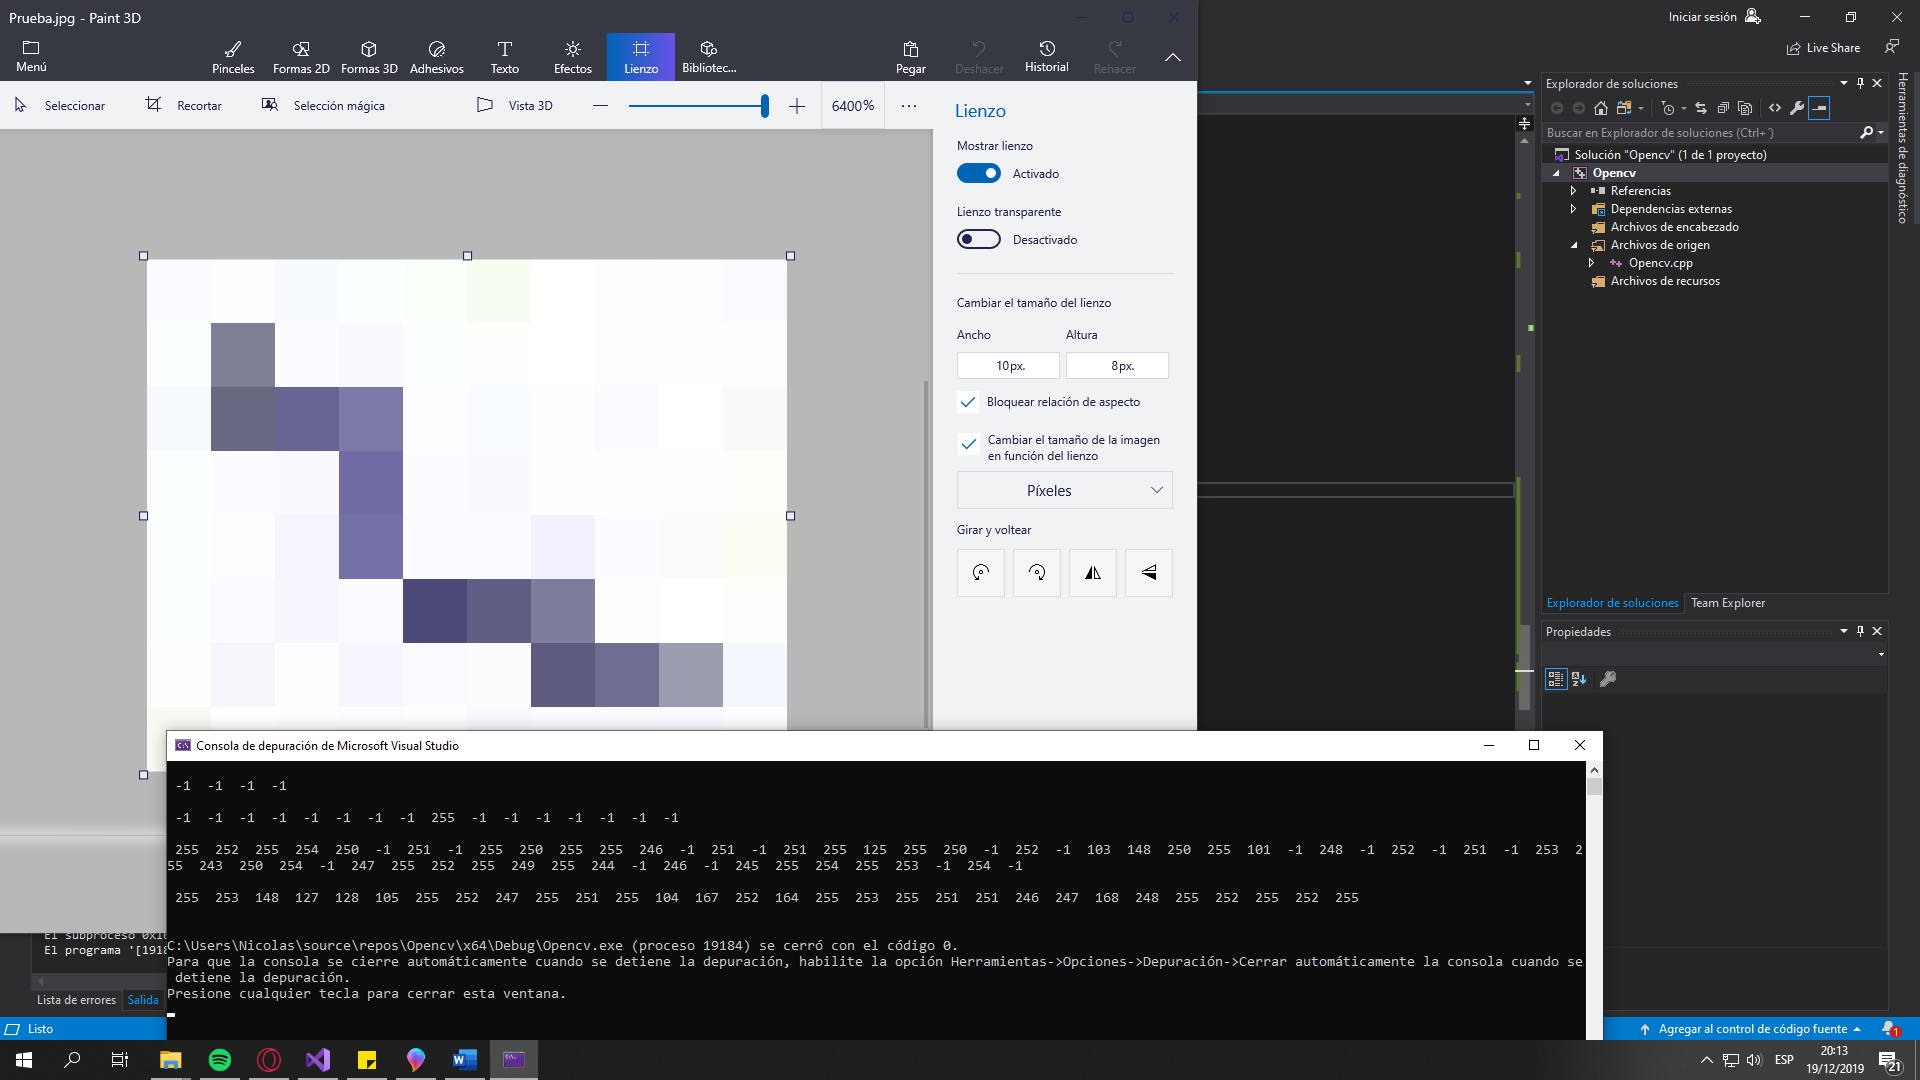 Prueba.jpg - Paint 3D
Iniciar sesión
Menú
Pinceles
Formas 2D
Formas 3D
Adhesivos
Texto
Efectos
Lienzo
Bibliotec...
Pegar
Deshacer
Historial
Rehacer
Live Share
Seleccionar
Recortar
Selección mágica
Vista 3D
6400%
Lienzo
Mostrar lienzo
Activado
Lienzo transparente
Desactivado
Cambiar el tamaño del lienzo
Ancho
Altura
10px.
8px.
Bloquear relación de aspecto
Cambiar el tamaño de la imagen
en función del lienzo
Píxeles
Girar y voltear
Explorador de soluciones
Buscar en Explorador de soluciones (Ctrl+´)
Solución "Opencv" (1 de 1 proyecto)
Opencv
Referencias
Dependencias externas
Archivos de encabezado
Archivos de origen
Opencv.cpp
Archivos de recursos
Herramientas de diagnóstico
Explorador de soluciones
Team Explorer
Propiedades
Consola de depuración de Microsoft Visual Studio
-1 -1 -1 -1
-1 -1 -1 -1 -1 -1 -1 -1 255 -1 -1 -1 -1 -1 -1 -1
255 252 255 254 250 -1 251 -1 255 250 255 255 246 -1 251 -1 251 255 125 255 250 -1 252 -1 103 148 250 255 101 -1 248 -1 252 -1 251 -1 253 2
55 243 250 254 -1 247 255 252 255 249 255 244 -1 246 -1 245 255 254 255 253 -1 254 -1
255 253 148 127 128 105 255 252 247 255 251 255 104 167 252 164 255 253 255 251 251 246 247 168 248 255 252 255 252 255
C:\Users\Nicolas\source\repos\Opencv\x64\Debug\Opencv.exe (proceso 19184) se cerró con el código 0.
Para que la consola se cierre automáticamente cuando se detiene la depuración, habilite la opción Herramientas->Opciones->Depuración->Cerrar automáticamente la consola cuando se
detiene la depuración.
Presione cualquier tecla para cerrar esta ventana.
El subproceso
El programa '[1918
Lista de errores
Salida
Listo
Agregar al control de código fuente
1
ESP
20:13
19/12/2019
21